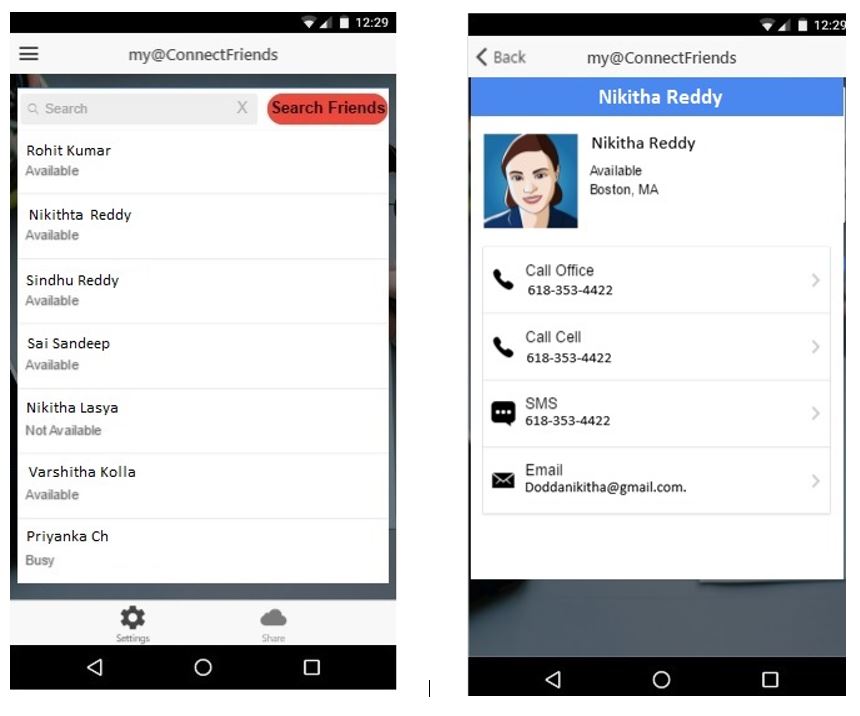 12:29
my@ConnectFriends
Search X Search Friends
Rohit Kumar
Available
Nikithta Reddy
Available
Sindhu Reddy
Available
Sai Sandeep
Available
Nikitha Lasya
Not Available
Varshitha Kolla
Available
Priyanka Ch
Busy
Settings Share
12:29
Back my@ConnectFriends
Nikitha Reddy
Nikitha Reddy
Available
Boston, MA
Call Office
618-353-4422
Call Cell
618-353-4422
SMS
618-353-4422
Email
Doddanikitha@gmail.com.